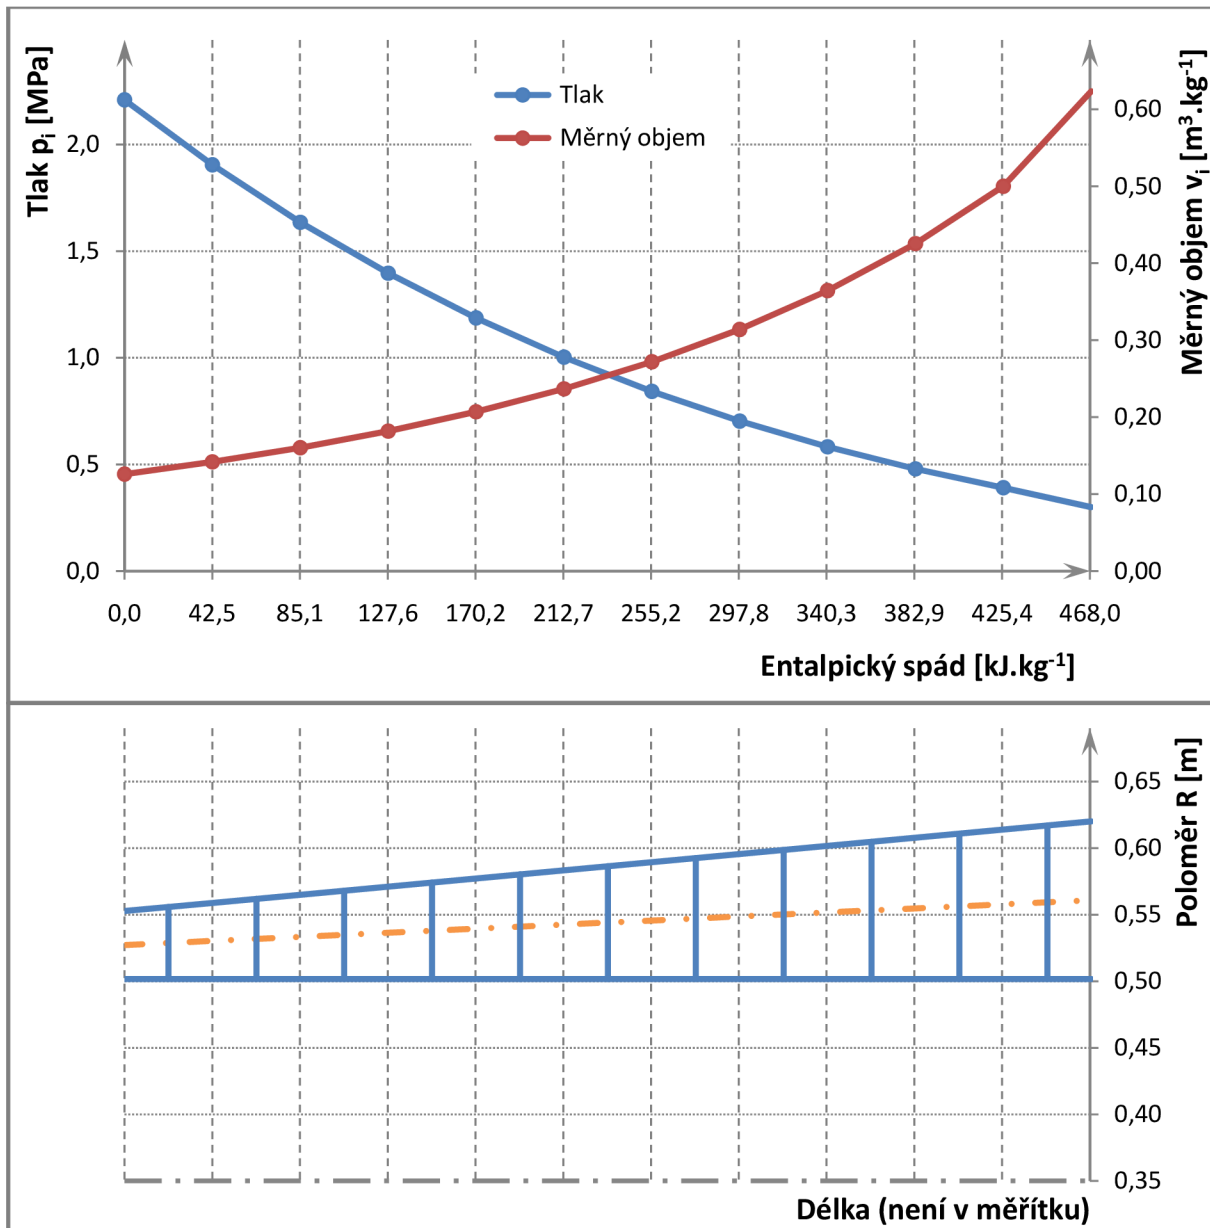 Tlak pᵢ [MPa]
Tlak
Měrný objem
Měrný objem vᵢ [m³.kg⁻¹]
2,0
1,5
1,0
0,5
0,0
0,60
0,50
0,40
0,30
0,20
0,10
0,00
0,0 42,5 85,1 127,6 170,2 212,7 255,2 297,8 340,3 382,9 425,4 468,0
Entalpický spád [kJ.kg⁻¹]
Poloměr R [m]
0,65
0,60
0,55
0,50
0,45
0,40
0,35
Délka (není v měřítku)